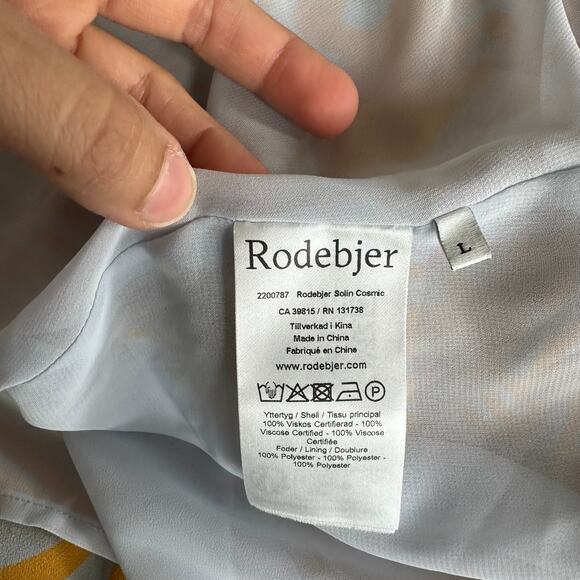 Rodebjer
L
2200787 Rodebjer Solin Cosmic
CA 39815 / RN 131738
Tillverkad i Kina
Made in China
Fabriqué en Chine
www.rodebjer.com
P
Yttertyg / Shell / Tissu principal
100% Viskos Certifierad - 100%
Viscose Certified - 100% Viscose
Certifiée
Foder / Lining / Doublure
100% Polyester - 100% Polyester -
100% Polyester